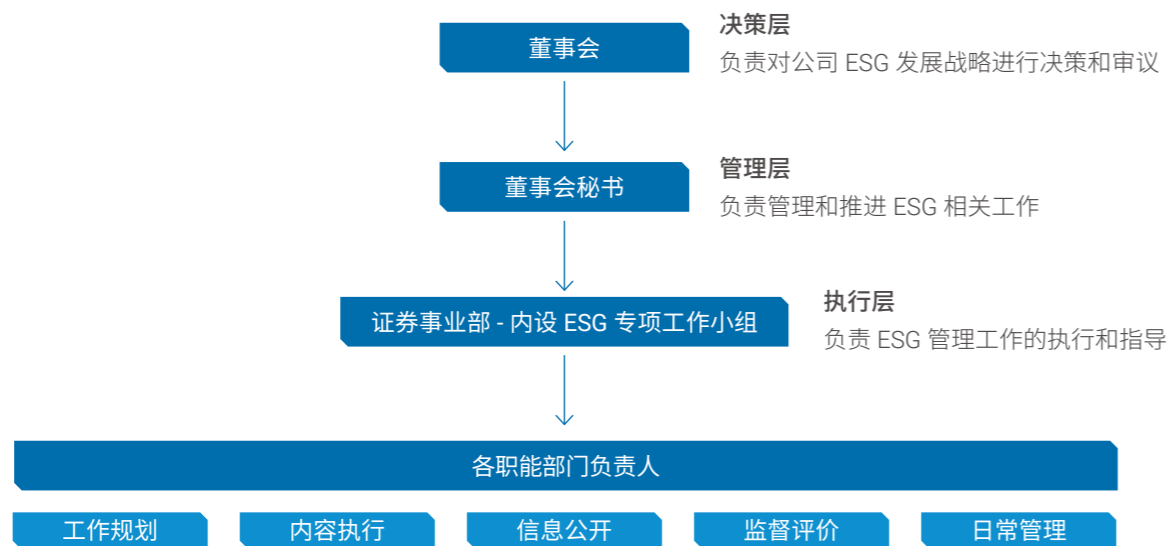 董事会
决策层
负责对公司 ESG 发展战略进行决策和审议
董事会秘书
管理层
负责管理和推进 ESG 相关工作
证券事业部 - 内设 ESG 专项工作小组
执行层
负责 ESG 管理工作的执行和指导
各职能部门负责人
工作规划
内容执行
信息公开
监督评价
日常管理